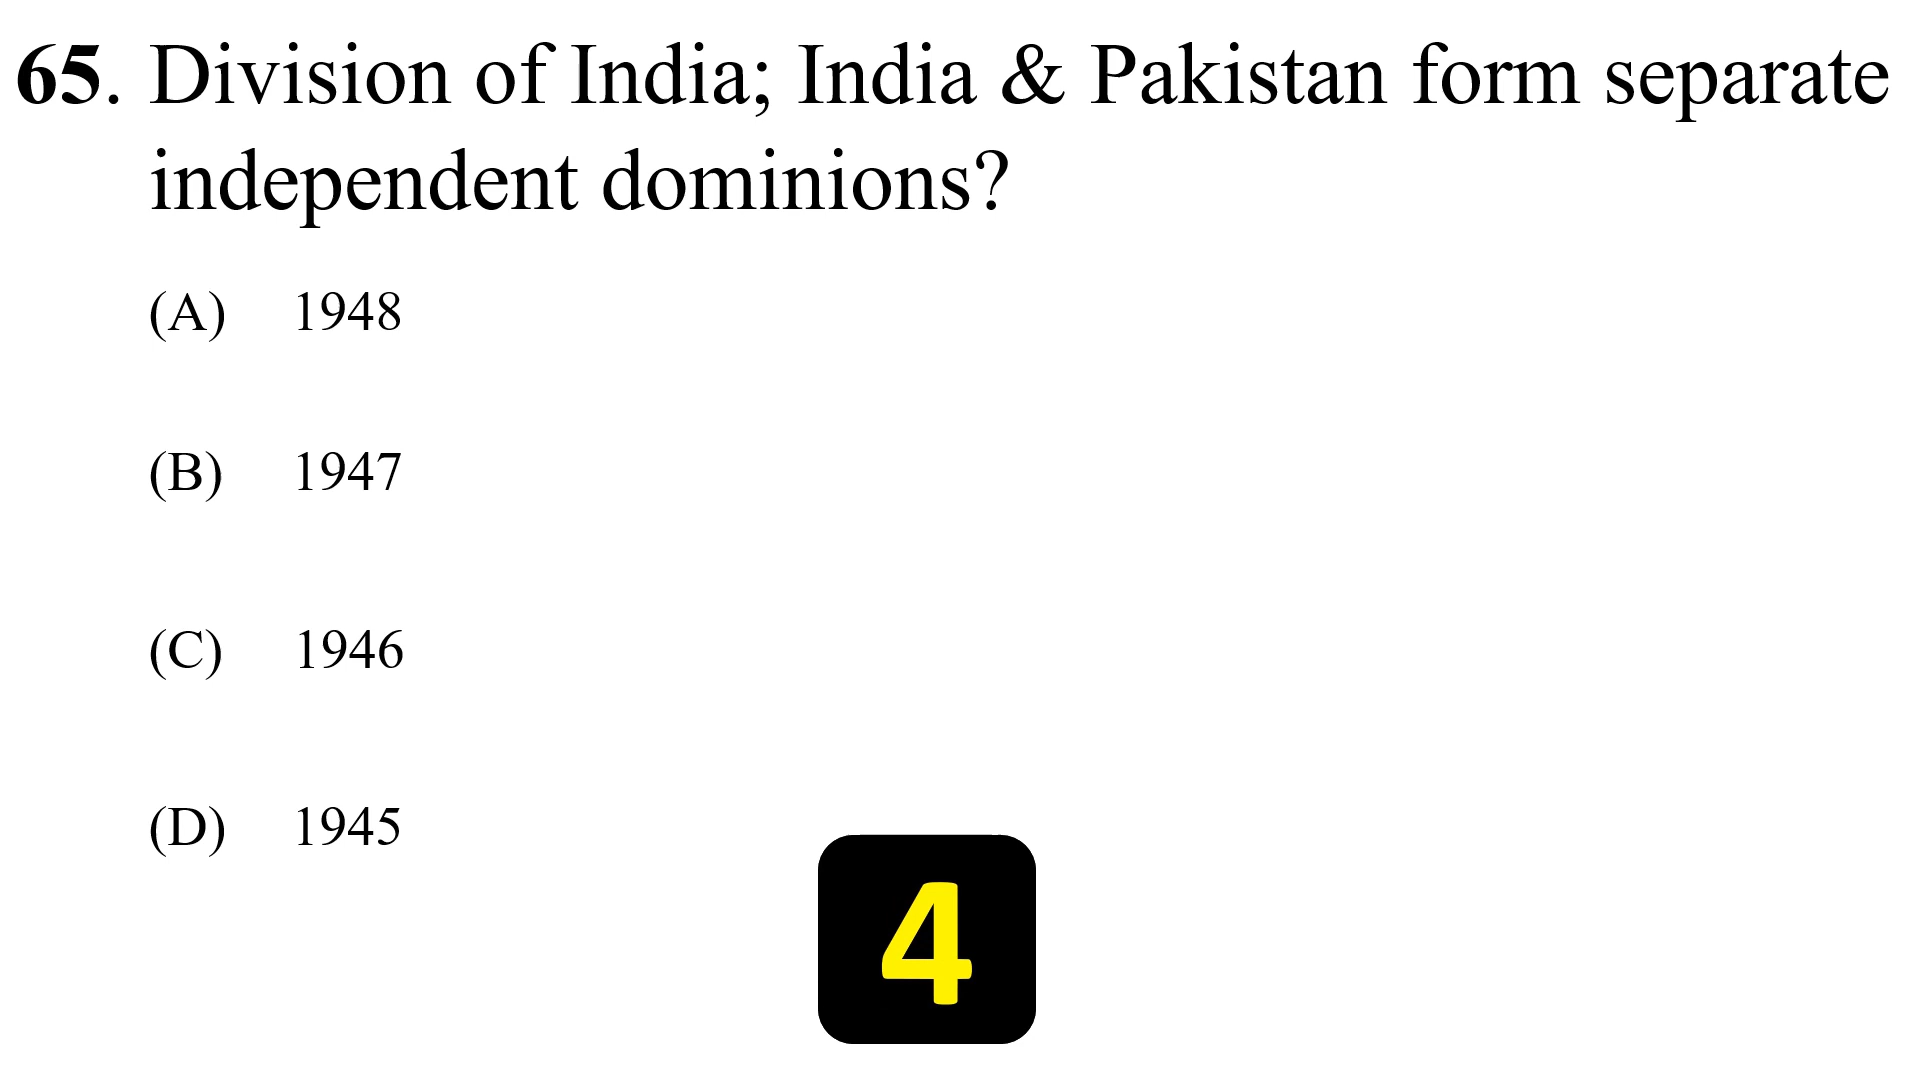 65. Division of India; India & Pakistan form separate
independent dominions?
(A) 1948
(B) 1947
(C) 1946
(D) 1945
4